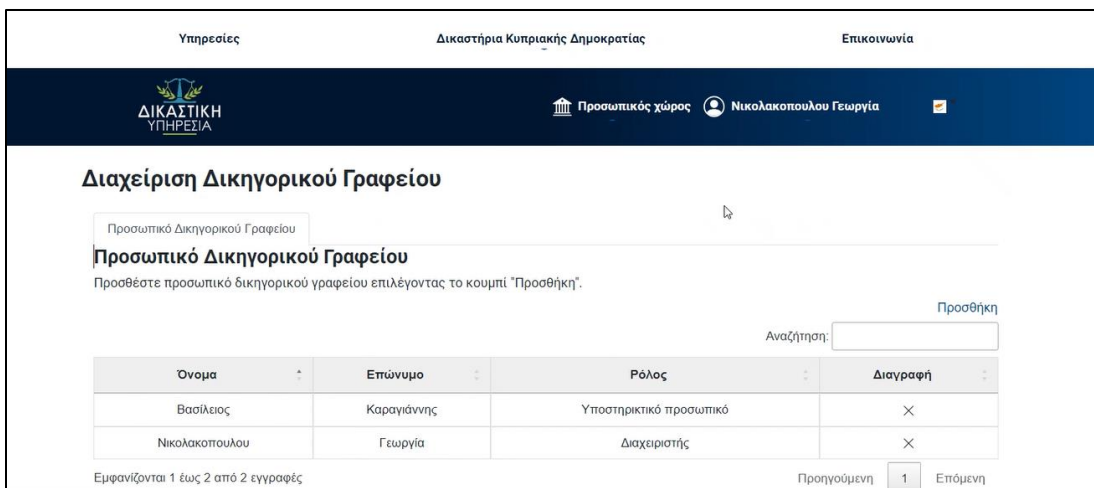 Υπηρεσίες Δικαστήρια Κυπριακής Δημοκρατίας Επικοινωνία
ΔΙΚΑΣΤΙΚΗ
ΥΠΗΡΕΣΙΑ
Προσωπικός χώρος Νικολακοπουλου Γεωργία
Διαχείριση Δικηγορικού Γραφείου
Προσωπικό Δικηγορικού Γραφείου
Προσωπικό Δικηγορικού Γραφείου
Προσθέστε προσωπικό δικηγορικού γραφείου επιλέγοντας το κουμπί "Προσθήκη".
Προσθήκη
Αναζήτηση:
Όνομα Επώνυμο Ρόλος Διαγραφή
Βασίλειος Καραγιάννης Υποστηρικτικό προσωπικό
Νικολακοπουλου Γεωργία Διαχειριστής
Εμφανίζονται 1 έως 2 από 2 εγγραφές Προηγούμενη 1 Επόμενη